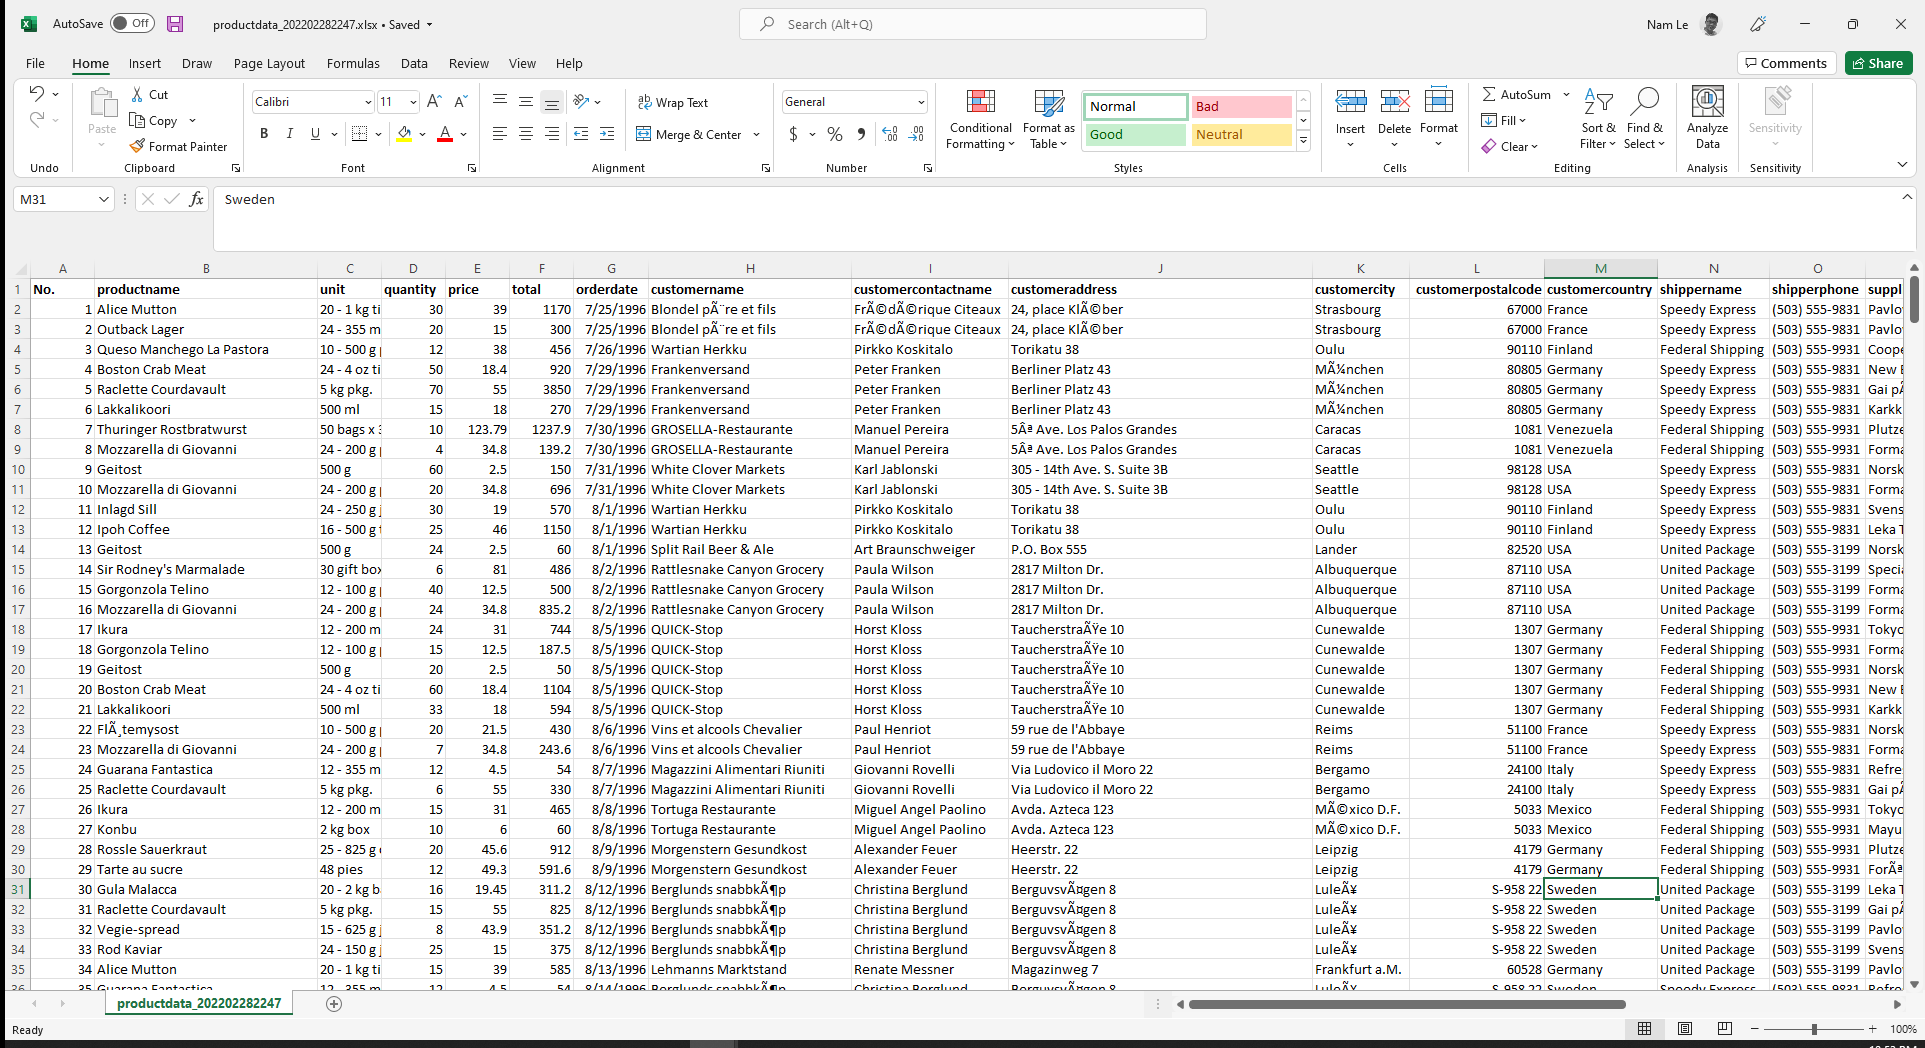 AutoSave Off productdata_202202282247.xlsx • Saved Search (Alt+Q) Nam Le
File Home Insert Draw Page Layout Formulas Data Review View Help Comments Share
Undo
Paste Cut Copy Format Painter Clipboard
Calibri 11 B I U A Font
Wrap Text Merge & Center Alignment
General $ % Number
Conditional Formatting Format as Table Normal Bad Good Neutral Styles
Insert Delete Format Cells
AutoSum Fill Clear Sort & Filter Find & Select Editing
Analyze Data Analysis
Sensitivity Sensitivity
M31 fx Sweden
A B C D E F G H I J K L M N O
1 No. productname unit quantity price total orderdate customername customercontactname customeraddress customercity customerpostalcode customercountry shippername shipperphone suppl
2 1 Alice Mutton 20 - 1 kg ti 30 39 1170 7/25/1996 Blondel pÃ¨re et fils FrÃ©dÃ©rique Citeaux 24, place KlÃ©ber Strasbourg 67000 France Speedy Express (503) 555-9831 Pavlo
3 2 Outback Lager 24 - 355 m 20 15 300 7/25/1996 Blondel pÃ¨re et fils FrÃ©dÃ©rique Citeaux 24, place KlÃ©ber Strasbourg 67000 France Speedy Express (503) 555-9831 Pavlo
4 3 Queso Manchego La Pastora 10 - 500 g 12 38 456 7/26/1996 Wartian Herkku Pirkko Koskitalo Torikatu 38 Oulu 90110 Finland Federal Shipping (503) 555-9931 Coope
5 4 Boston Crab Meat 24 - 4 oz ti 50 18.4 920 7/29/1996 Frankenversand Peter Franken Berliner Platz 43 MÃ¼nchen 80805 Germany Speedy Express (503) 555-9831 New E
6 5 Raclette Courdavault 5 kg pkg. 70 55 3850 7/29/1996 Frankenversand Peter Franken Berliner Platz 43 MÃ¼nchen 80805 Germany Speedy Express (503) 555-9831 Gai pÃ
7 6 Lakkalikoori 500 ml 15 18 270 7/29/1996 Frankenversand Peter Franken Berliner Platz 43 MÃ¼nchen 80805 Germany Speedy Express (503) 555-9831 Karkk
8 7 Thuringer Rostbratwurst 50 bags x 3 10 123.79 1237.9 7/30/1996 GROSELLA-Restaurante Manuel Pereira 5Âª Ave. Los Palos Grandes Caracas 1081 Venezuela Federal Shipping (503) 555-9931 Plutze
9 8 Mozzarella di Giovanni 24 - 200 g 4 34.8 139.2 7/30/1996 GROSELLA-Restaurante Manuel Pereira 5Âª Ave. Los Palos Grandes Caracas 1081 Venezuela Federal Shipping (503) 555-9931 Forma
10 9 Geitost 500 g 60 2.5 150 7/31/1996 White Clover Markets Karl Jablonski 305 - 14th Ave. S. Suite 3B Seattle 98128 USA Speedy Express (503) 555-9831 Norsk
11 10 Mozzarella di Giovanni 24 - 200 g 20 34.8 696 7/31/1996 White Clover Markets Karl Jablonski 305 - 14th Ave. S. Suite 3B Seattle 98128 USA Speedy Express (503) 555-9831 Forma
12 11 Inlagd Sill 24 - 250 g j 30 19 570 8/1/1996 Wartian Herkku Pirkko Koskitalo Torikatu 38 Oulu 90110 Finland Speedy Express (503) 555-9831 Svens
13 12 Ipoh Coffee 16 - 500 g t 25 46 1150 8/1/1996 Wartian Herkku Pirkko Koskitalo Torikatu 38 Oulu 90110 Finland Speedy Express (503) 555-9831 Leka T
14 13 Geitost 500 g 24 2.5 60 8/1/1996 Split Rail Beer & Ale Art Braunschweiger P.O. Box 555 Lander 82520 USA United Package (503) 555-3199 Norsk
15 14 Sir Rodney's Marmalade 30 gift box 6 81 486 8/2/1996 Rattlesnake Canyon Grocery Paula Wilson 2817 Milton Dr. Albuquerque 87110 USA United Package (503) 555-3199 Specia
16 15 Gorgonzola Telino 12 - 100 g 40 12.5 500 8/2/1996 Rattlesnake Canyon Grocery Paula Wilson 2817 Milton Dr. Albuquerque 87110 USA United Package (503) 555-3199 Forma
17 16 Mozzarella di Giovanni 24 - 200 g 24 34.8 835.2 8/2/1996 Rattlesnake Canyon Grocery Paula Wilson 2817 Milton Dr. Albuquerque 87110 USA United Package (503) 555-3199 Forma
18 17 Ikura 12 - 200 m 24 31 744 8/5/1996 QUICK-Stop Horst Kloss TaucherstraÃŸe 10 Cunewalde 1307 Germany Federal Shipping (503) 555-9931 Tokyo
19 18 Gorgonzola Telino 12 - 100 g 15 12.5 187.5 8/5/1996 QUICK-Stop Horst Kloss TaucherstraÃŸe 10 Cunewalde 1307 Germany Federal Shipping (503) 555-9931 Forma
20 19 Geitost 500 g 20 2.5 50 8/5/1996 QUICK-Stop Horst Kloss TaucherstraÃŸe 10 Cunewalde 1307 Germany Federal Shipping (503) 555-9931 Norsk
21 20 Boston Crab Meat 24 - 4 oz ti 60 18.4 1104 8/5/1996 QUICK-Stop Horst Kloss TaucherstraÃŸe 10 Cunewalde 1307 Germany Federal Shipping (503) 555-9931 New E
22 21 Lakkalikoori 500 ml 33 18 594 8/5/1996 QUICK-Stop Horst Kloss TaucherstraÃŸe 10 Cunewalde 1307 Germany Federal Shipping (503) 555-9931 Karkk
23 22 FlÃ¸temysost 10 - 500 g 20 21.5 430 8/6/1996 Vins et alcools Chevalier Paul Henriot 59 rue de l'Abbaye Reims 51100 France Speedy Express (503) 555-9831 Norsk
24 23 Mozzarella di Giovanni 24 - 200 g 7 34.8 243.6 8/6/1996 Vins et alcools Chevalier Paul Henriot 59 rue de l'Abbaye Reims 51100 France Speedy Express (503) 555-9831 Forma
25 24 Guarana Fantastica 12 - 355 m 12 4.5 54 8/7/1996 Magazzini Alimentari Riuniti Giovanni Rovelli Via Ludovico il Moro 22 Bergamo 24100 Italy Speedy Express (503) 555-9831 Refre
26 25 Raclette Courdavault 5 kg pkg. 6 55 330 8/7/1996 Magazzini Alimentari Riuniti Giovanni Rovelli Via Ludovico il Moro 22 Bergamo 24100 Italy Speedy Express (503) 555-9831 Gai pÃ
27 26 Ikura 12 - 200 m 15 31 465 8/8/1996 Tortuga Restaurante Miguel Angel Paolino Avda. Azteca 123 MÃ©xico D.F. 5033 Mexico Federal Shipping (503) 555-9931 Tokyo
28 27 Konbu 2 kg box 10 6 60 8/8/1996 Tortuga Restaurante Miguel Angel Paolino Avda. Azteca 123 MÃ©xico D.F. 5033 Mexico Federal Shipping (503) 555-9931 Mayu
29 28 Rossle Sauerkraut 25 - 825 g 20 45.6 912 8/9/1996 Morgenstern Gesundkost Alexander Feuer Heerstr. 22 Leipzig 4179 Germany Federal Shipping (503) 555-9931 Plutze
30 29 Tarte au sucre 48 pies 12 49.3 591.6 8/9/1996 Morgenstern Gesundkost Alexander Feuer Heerstr. 22 Leipzig 4179 Germany Federal Shipping (503) 555-9931 ForÃª
31 30 Gula Malacca 20 - 2 kg b 16 19.45 311.2 8/12/1996 Berglunds snabbkÃ¶p Christina Berglund BerguvsvÃ¤gen 8 LuleÃ¥ S-958 22 Sweden United Package (503) 555-3199 Leka T
32 31 Raclette Courdavault 5 kg pkg. 15 55 825 8/12/1996 Berglunds snabbkÃ¶p Christina Berglund BerguvsvÃ¤gen 8 LuleÃ¥ S-958 22 Sweden United Package (503) 555-3199 Gai pÃ
33 32 Vegie-spread 15 - 625 g j 8 43.9 351.2 8/12/1996 Berglunds snabbkÃ¶p Christina Berglund BerguvsvÃ¤gen 8 LuleÃ¥ S-958 22 Sweden United Package (503) 555-3199 Pavlo
34 33 Rod Kaviar 24 - 150 g j 25 15 375 8/12/1996 Berglunds snabbkÃ¶p Christina Berglund BerguvsvÃ¤gen 8 LuleÃ¥ S-958 22 Sweden United Package (503) 555-3199 Svens
35 34 Alice Mutton 20 - 1 kg ti 15 39 585 8/13/1996 Lehmanns Marktstand Renate Messner Magazinweg 7 Frankfurt a.M. 60528 Germany United Package (503) 555-3199 Pavlo
36 35 Guarana Fantastica 12 - 355 m 12 4.5 54 8/14/1996 Berglunds snabbkÃ¶p Christina Berglund BerguvsvÃ¤gen 8 LuleÃ¥ S-958 22 Sweden Speedy Express (503) 555-9831 Refre
productdata_202202282247
Ready 100%